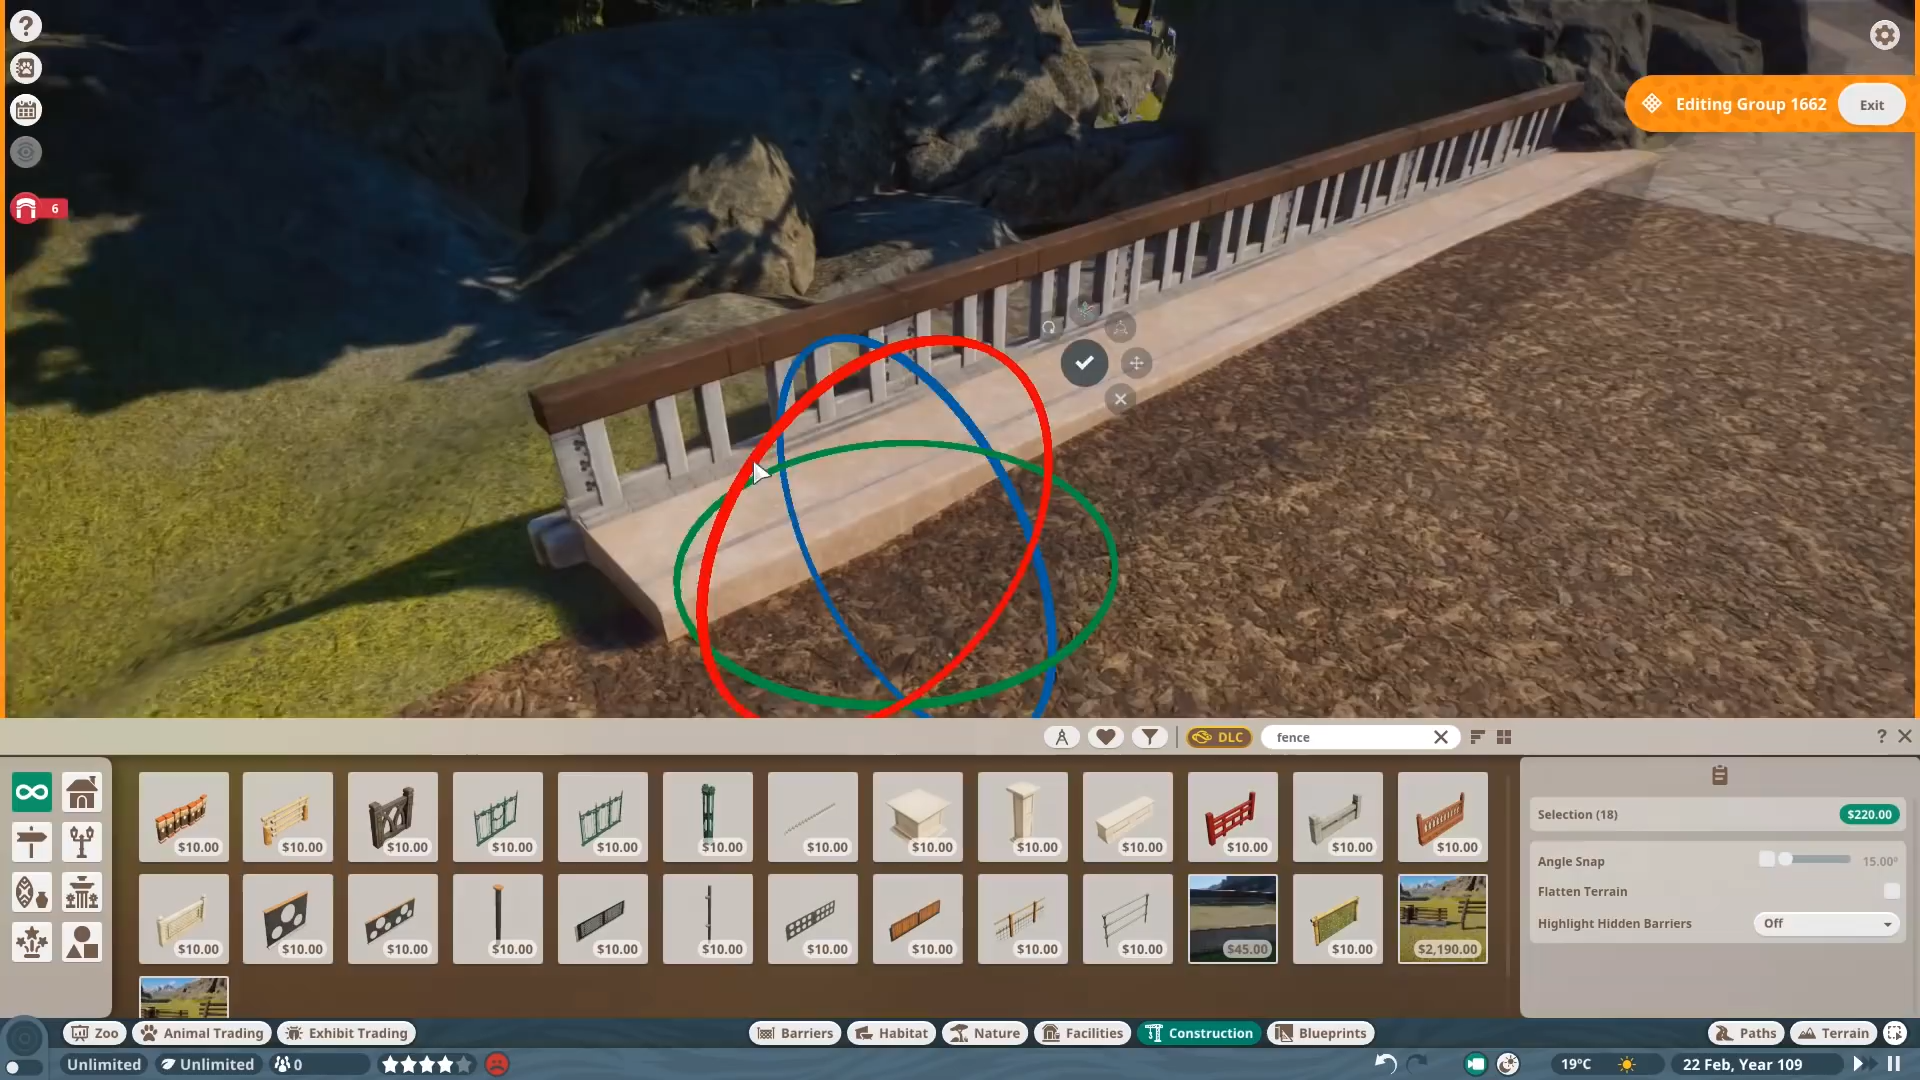 Editing Group 1662 Exit
6
DLC fence
?
$10.00 $10.00 $10.00 $10.00 $10.00 $10.00 $10.00 $10.00 $10.00 $10.00 $10.00 $10.00 $10.00
$10.00 $10.00 $10.00 $10.00 $10.00 $10.00 $10.00 $10.00 $10.00 $10.00 $45.00 $10.00 $2,190.00
Selection (18) $220.00
Angle Snap 15.00°
Flatten Terrain
Highlight Hidden Barriers Off
Zoo Animal Trading Exhibit Trading Barriers Habitat Nature Facilities Construction Blueprints Paths Terrain
Unlimited Unlimited 0 19°C 22 Feb, Year 109